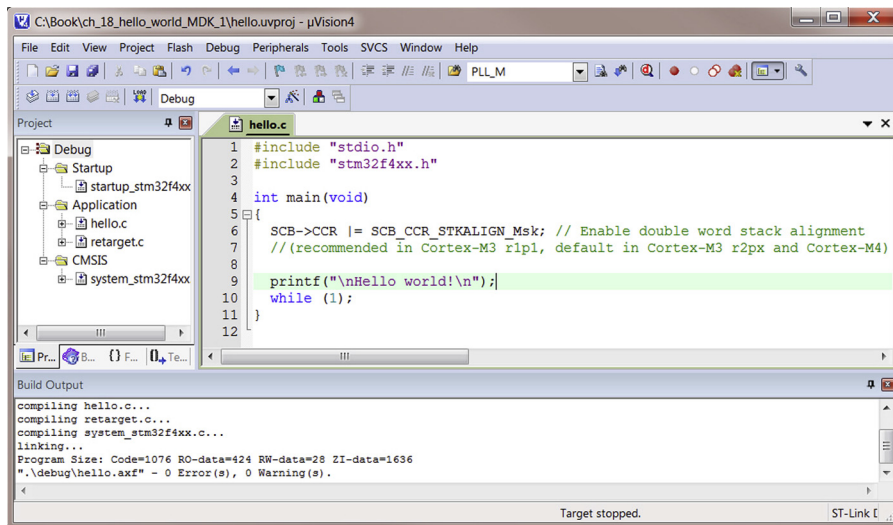 C:\Book\ch_18_hello_world_MDK_1\hello.uvproj - µVision4
File Edit View Project Flash Debug Peripherals Tools SVCS Window Help
PLL_M
LOAD Debug
Project
Debug
Startup
startup_stm32f4xx
Application
hello.c
retarget.c
CMSIS
system_stm32f4xx
Pr... B... {} F... 0 Te...
hello.c
1 #include "stdio.h"
2 #include "stm32f4xx.h"
3
4 int main(void)
5 {
6 SCB->CCR |= SCB_CCR_STKALIGN_Msk; // Enable double word stack alignment
7 //(recommended in Cortex-M3 r1p1, default in Cortex-M3 r2px and Cortex-M4)
8
9 printf("\nHello world!\n");
10 while (1);
11 }
12
Build Output
compiling hello.c...
compiling retarget.c...
compiling system_stm32f4xx.c...
linking...
Program Size: Code=1076 RO-data=424 RW-data=28 ZI-data=1636
".\debug\hello.axf" - 0 Error(s), 0 Warning(s).
Target stopped. ST-Link D